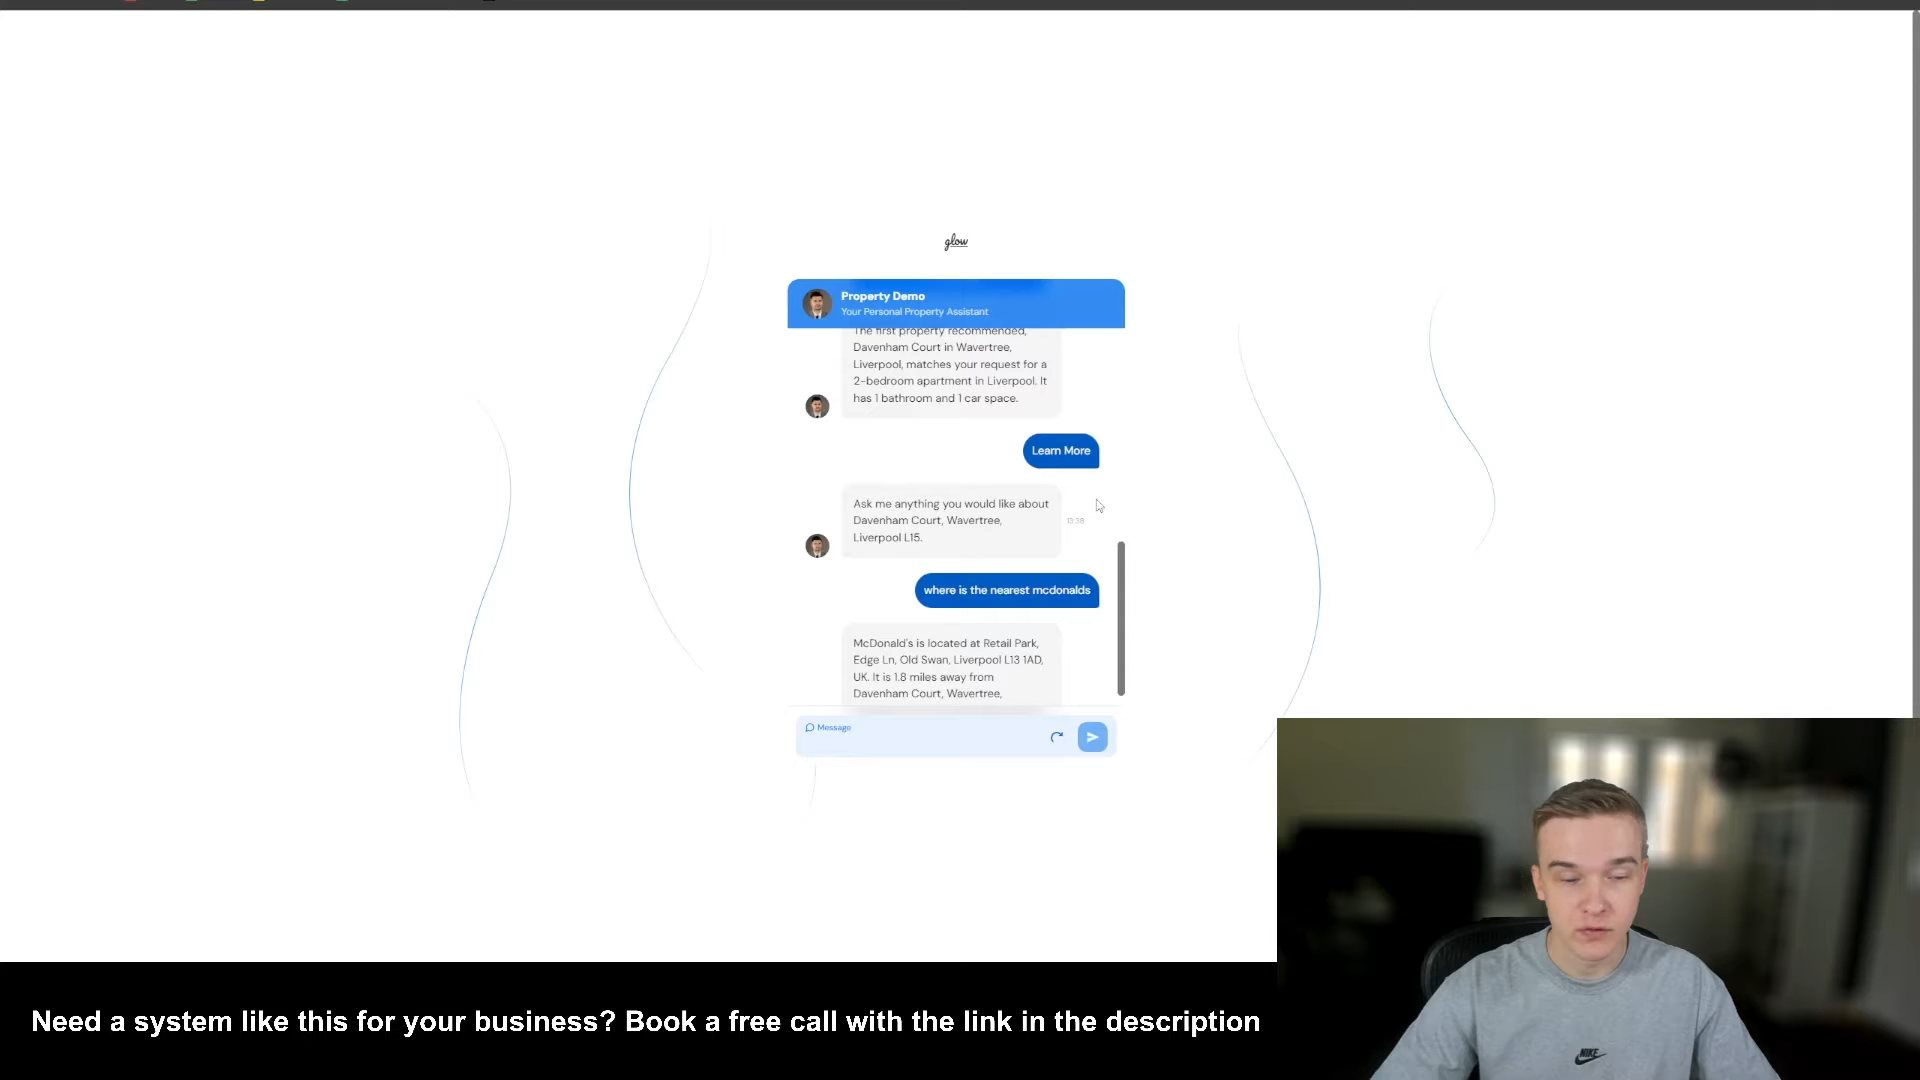 glow
Property Demo
Your Personal Property Assistant
The first property recommended,
Davenham Court in Wavertree,
Liverpool, matches your request for a
2-bedroom apartment in Liverpool. It
has 1 bathroom and 1 car space.
Learn More
Ask me anything you would like about
Davenham Court, Wavertree,
Liverpool L15.
13:38
where is the nearest mcdonalds
McDonald's is located at Retail Park,
Edge Ln, Old Swan, Liverpool L13 1AD,
UK. It is 1.8 miles away from
Davenham Court, Wavertree,
Message
Need a system like this for your business? Book a free call with the link in the description
NIKE